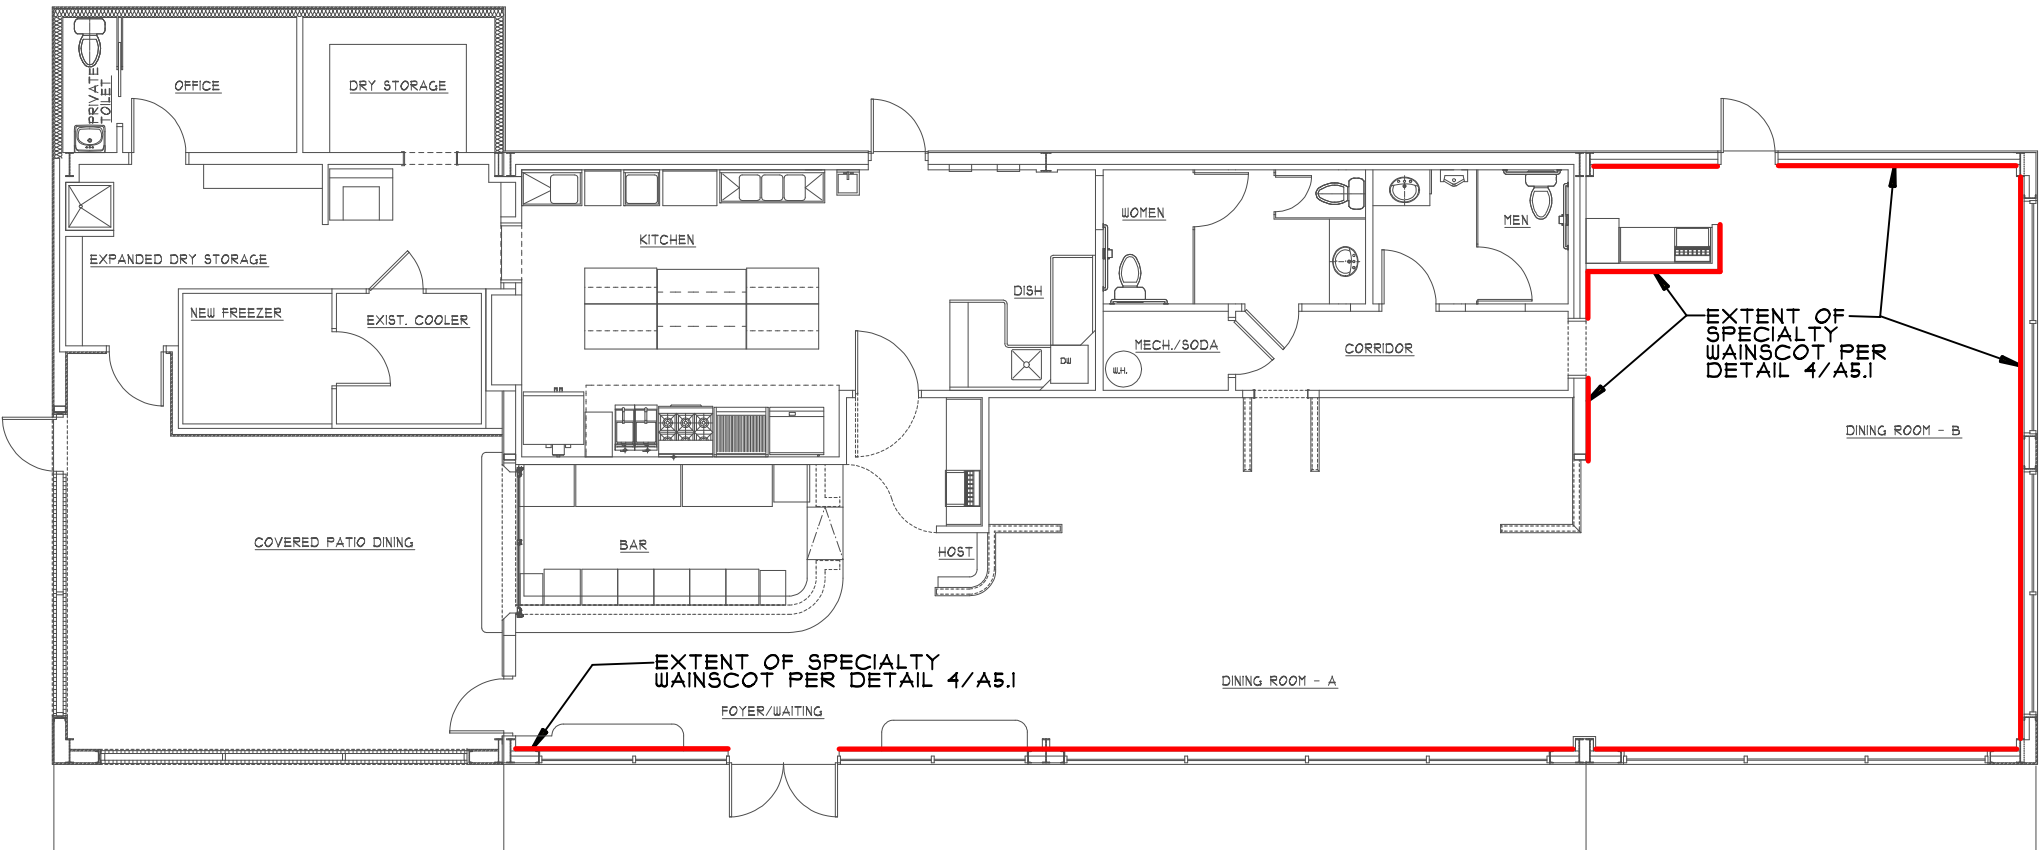 PRIVATE
TOILET
OFFICE
DRY STORAGE
EXPANDED DRY STORAGE
NEW FREEZER
EXIST. COOLER
KITCHEN
DISH
DW
WOMEN
MEN
MECH./SODA
W.H.
CORRIDOR
EXTENT OF
SPECIALTY
WAINSCOT PER
DETAIL 4/A5.1
DINING ROOM - B
COVERED PATIO DINING
BAR
HOST
EXTENT OF SPECIALTY
WAINSCOT PER DETAIL 4/A5.1
FOYER/WAITING
DINING ROOM - A